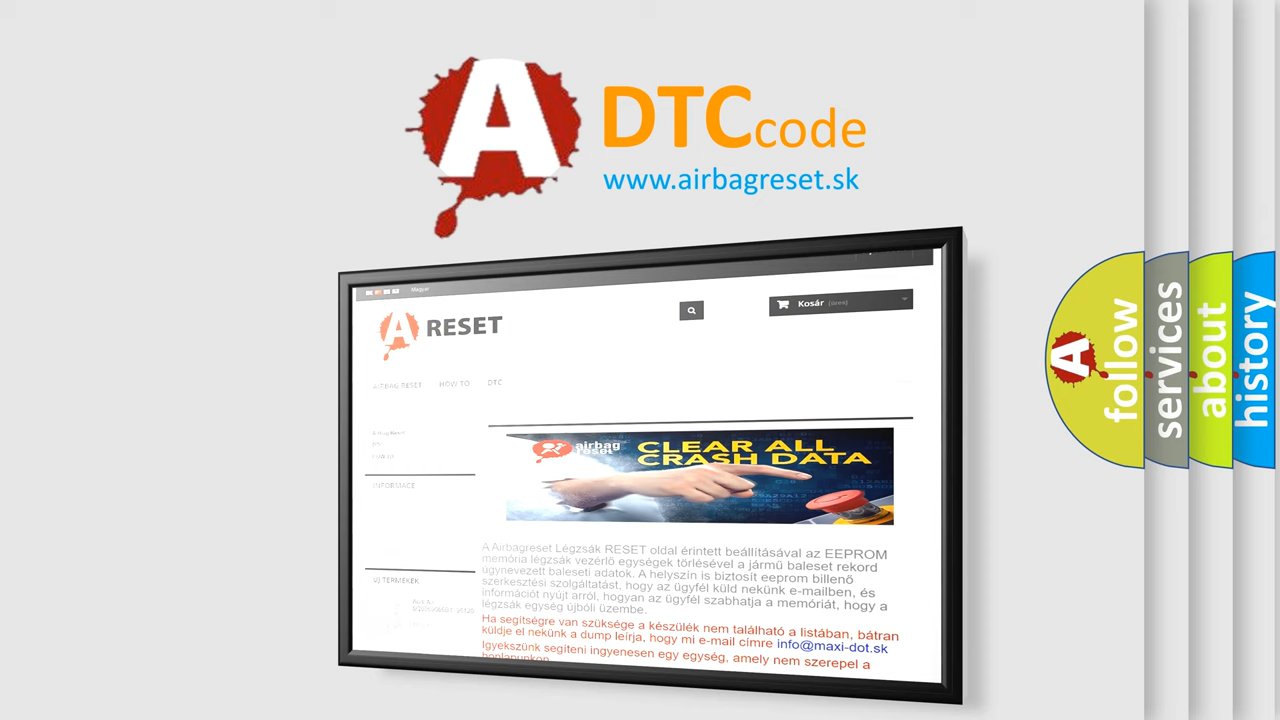 A
DTCcode
www.airbagreset.sk
Magyar
A RESET
Kosár (üres)
AIRBAG RESET HOW TO DTC
INFORMACE
airbag
reset
CLEAR ALL
CRASH DATA
A Airbagreset Légzsák RESET oldal érintett beállításával az EEPROM
memória légzsák vezérlő egységek törlésével a jármű baleset rekord
úgynevezett baleseti adatok. A helyszín is biztosít eeprom billenő
szerkesztési szolgáltatást, hogy az ügyfél küld nekünk e-mailben, és
információt nyújt arról, hogyan az ügyfél szabhatja a memóriát, hogy a
légzsák egység újbóli üzembe.
Ha segítségre van szüksége a készülék nem található a listában, bátran
küldje el nekünk a dump leírja, hogy mi e-mail címre info@maxi-dot.sk
Igyekszünk segíteni ingyenesen egy egység, amely nem szerepel a
honlapunkon
ÚJ TERMÉKEK
A follow
services
about
history